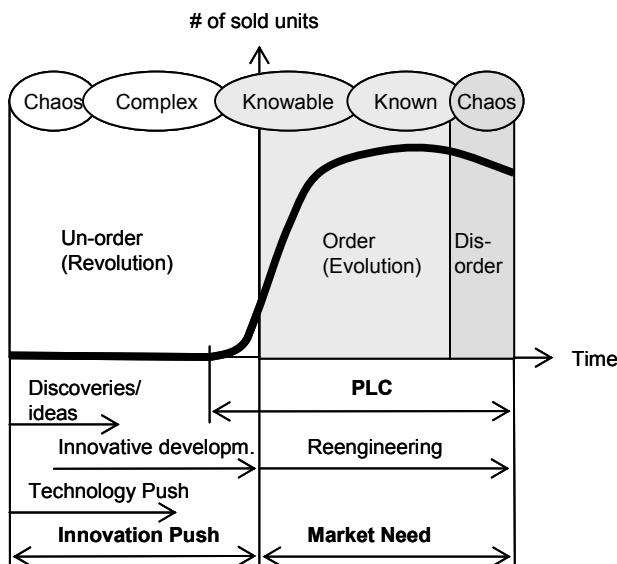 # of sold units
Chaos Complex Knowable Known Chaos
Un-order
(Revolution)
Order
(Evolution)
Dis-
order
Time
Discoveries/
ideas
PLC
Innovative developm.
Reengineering
Technology Push
Innovation Push
Market Need